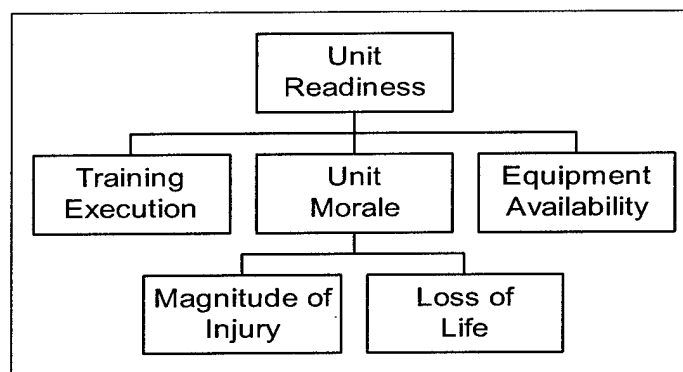 Unit
Readiness
Training
Execution
Unit
Morale
Equipment
Availability
Magnitude of
Injury
Loss of
Life